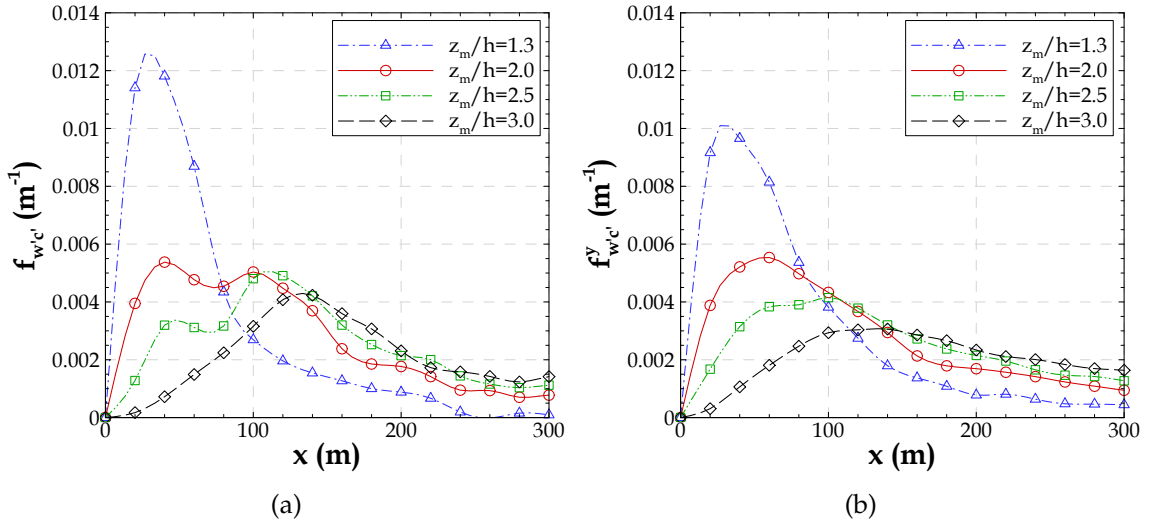 0.014
0.012
0.01
0.008
0.006
0.004
0.002
0
f_w'c' (m⁻¹)
z_m/h=1.3
z_m/h=2.0
z_m/h=2.5
z_m/h=3.0
0 100 200 300
x (m)
(a)
0.014
0.012
0.01
0.008
0.006
0.004
0.002
0
f^y_w'c' (m⁻¹)
z_m/h=1.3
z_m/h=2.0
z_m/h=2.5
z_m/h=3.0
0 100 200 300
x (m)
(b)